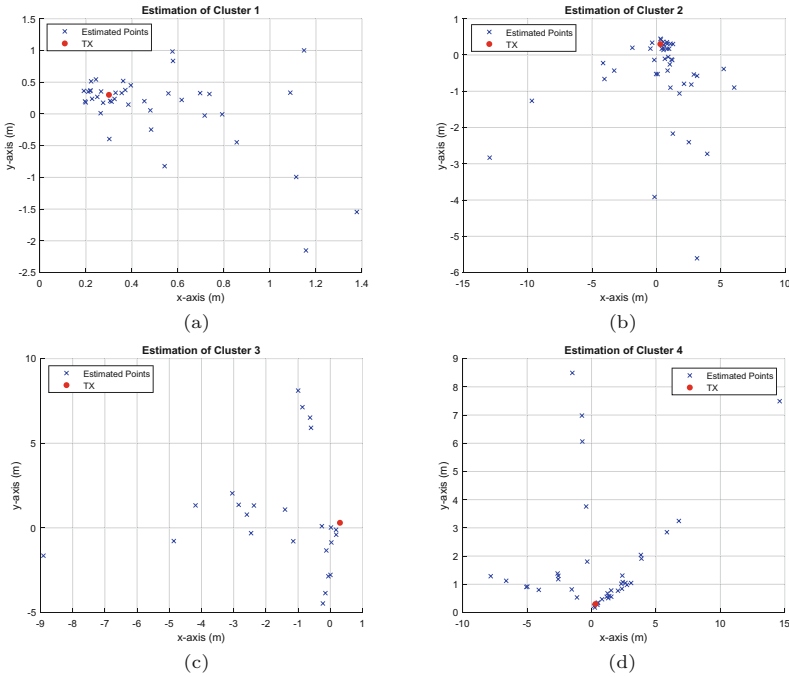 Estimation of Cluster 1
Estimated Points
TX
1.5
1
0.5
0
-0.5
-1
-1.5
-2
-2.5
y-axis (m)
0 0.2 0.4 0.6 0.8 1 1.2 1.4
x-axis (m)
(a)
Estimation of Cluster 2
Estimated Points
TX
1
0
-1
-2
-3
-4
-5
-6
y-axis (m)
-15 -10 -5 0 5 10
x-axis (m)
(b)
Estimation of Cluster 3
Estimated Points
TX
10
5
0
-5
y-axis (m)
-9 -8 -7 -6 -5 -4 -3 -2 -1 0 1
x-axis (m)
(c)
Estimation of Cluster 4
Estimated Points
TX
9
8
7
6
5
4
3
2
1
0
y-axis (m)
-10 -5 0 5 10 15
x-axis (m)
(d)